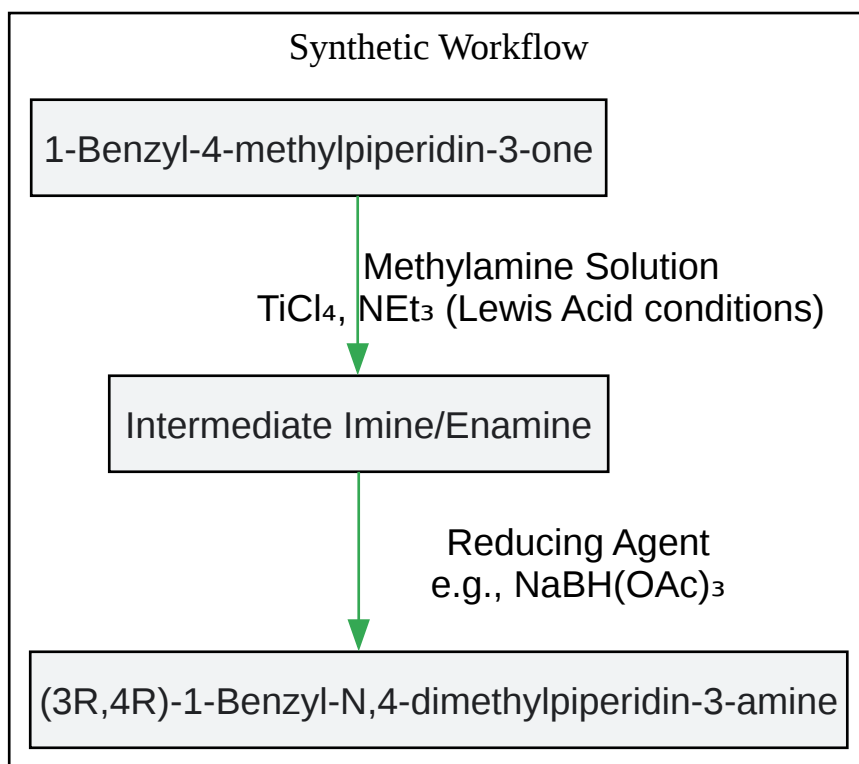 Synthetic Workflow
1-Benzyl-4-methylpiperidin-3-one
Methylamine Solution
TiCl₄, NEt₃ (Lewis Acid conditions)
Intermediate Imine/Enamine
Reducing Agent
e.g., NaBH(OAc)₃
(3R,4R)-1-Benzyl-N,4-dimethylpiperidin-3-amine